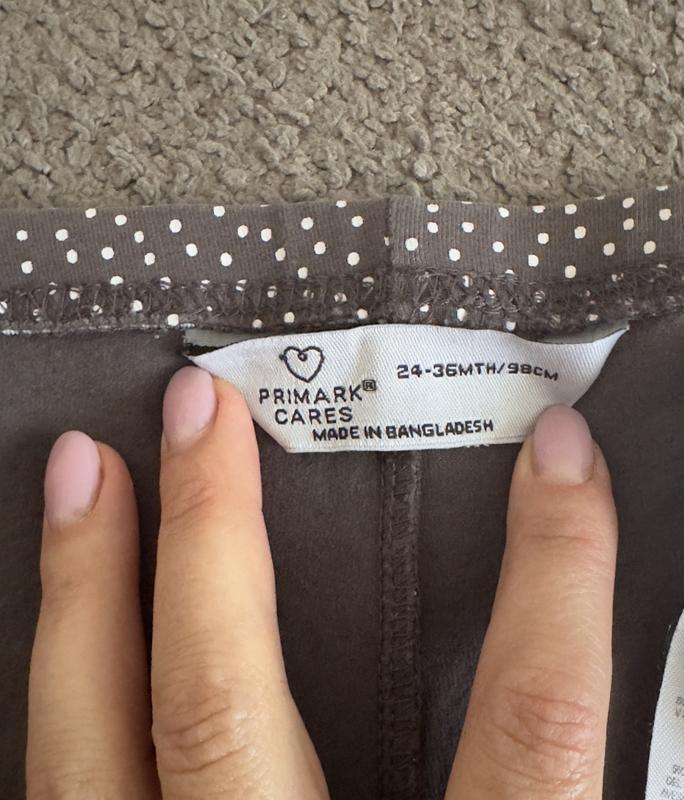 PRIMARK®
CARES
24-36MTH/98CM
MADE IN BANGLADESH